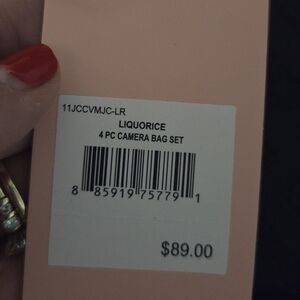 11JCCVMJC-LR
LIQUORICE
4 PC CAMERA BAG SET
8 85919 75779 1
$89.00